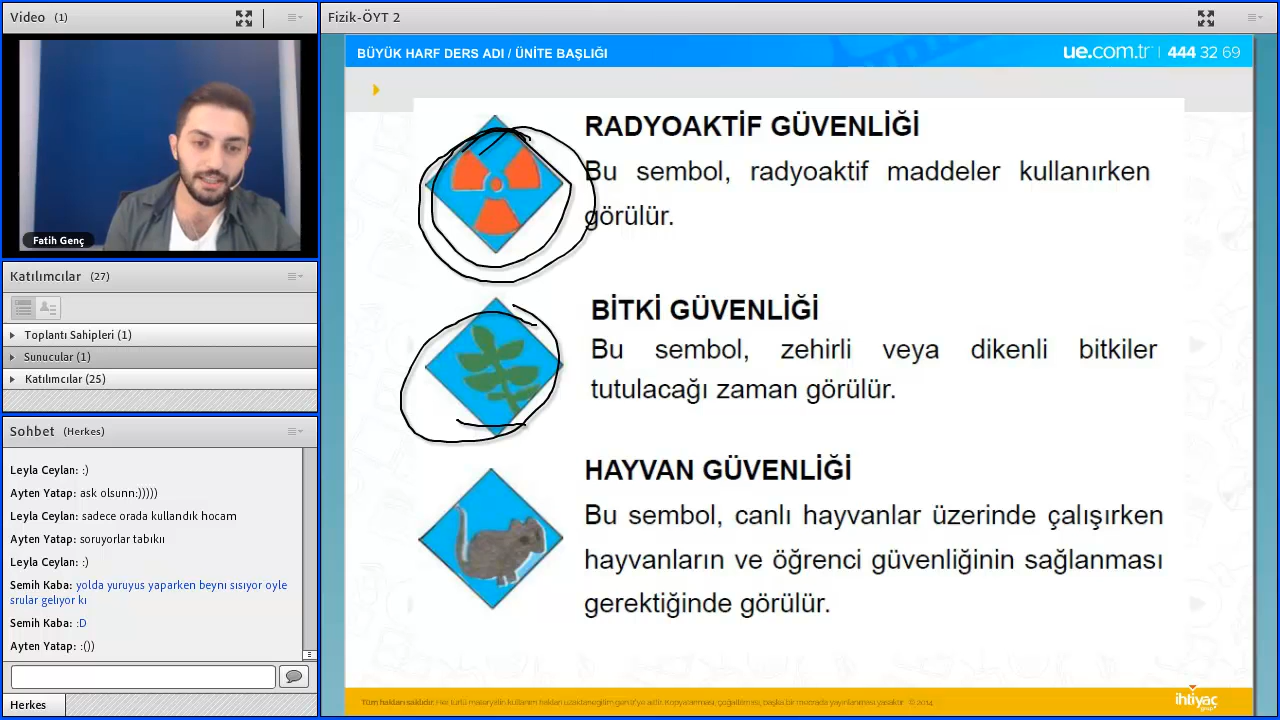 Video (1)
Fatih Genç
Katılımcılar (27)
Toplantı Sahipleri (1)
Sunucular (1)
Katılımcılar (25)
Sohbet (Herkes)
Leyla Ceylan: :)
Ayten Yatap: ask olsunn:)))))
Leyla Ceylan: sadece orada kullandık hocam
Ayten Yatap: soruyorlar tabıkıı
Leyla Ceylan: :)
Semih Kaba: yolda yuruyus yaparken beynı sısıyor oyle
srular gelıyor kı
Semih Kaba: :D
Ayten Yatap: :())
Herkes
Fizik-ÖYT 2
BÜYÜK HARF DERS ADI / ÜNİTE BAŞLIĞI
ue.com.tr | 444 32 69
RADYOAKTİF GÜVENLİĞİ
Bu sembol, radyoaktif maddeler kullanırken
görülür.
BİTKİ GÜVENLİĞİ
Bu sembol, zehirli veya dikenli bitkiler
tutulacağı zaman görülür.
HAYVAN GÜVENLİĞİ
Bu sembol, canlı hayvanlar üzerinde çalışırken
hayvanların ve öğrenci güvenliğinin sağlanması
gerektiğinde görülür.
Tüm hakları saklıdır. © 2014
ihtiyaç